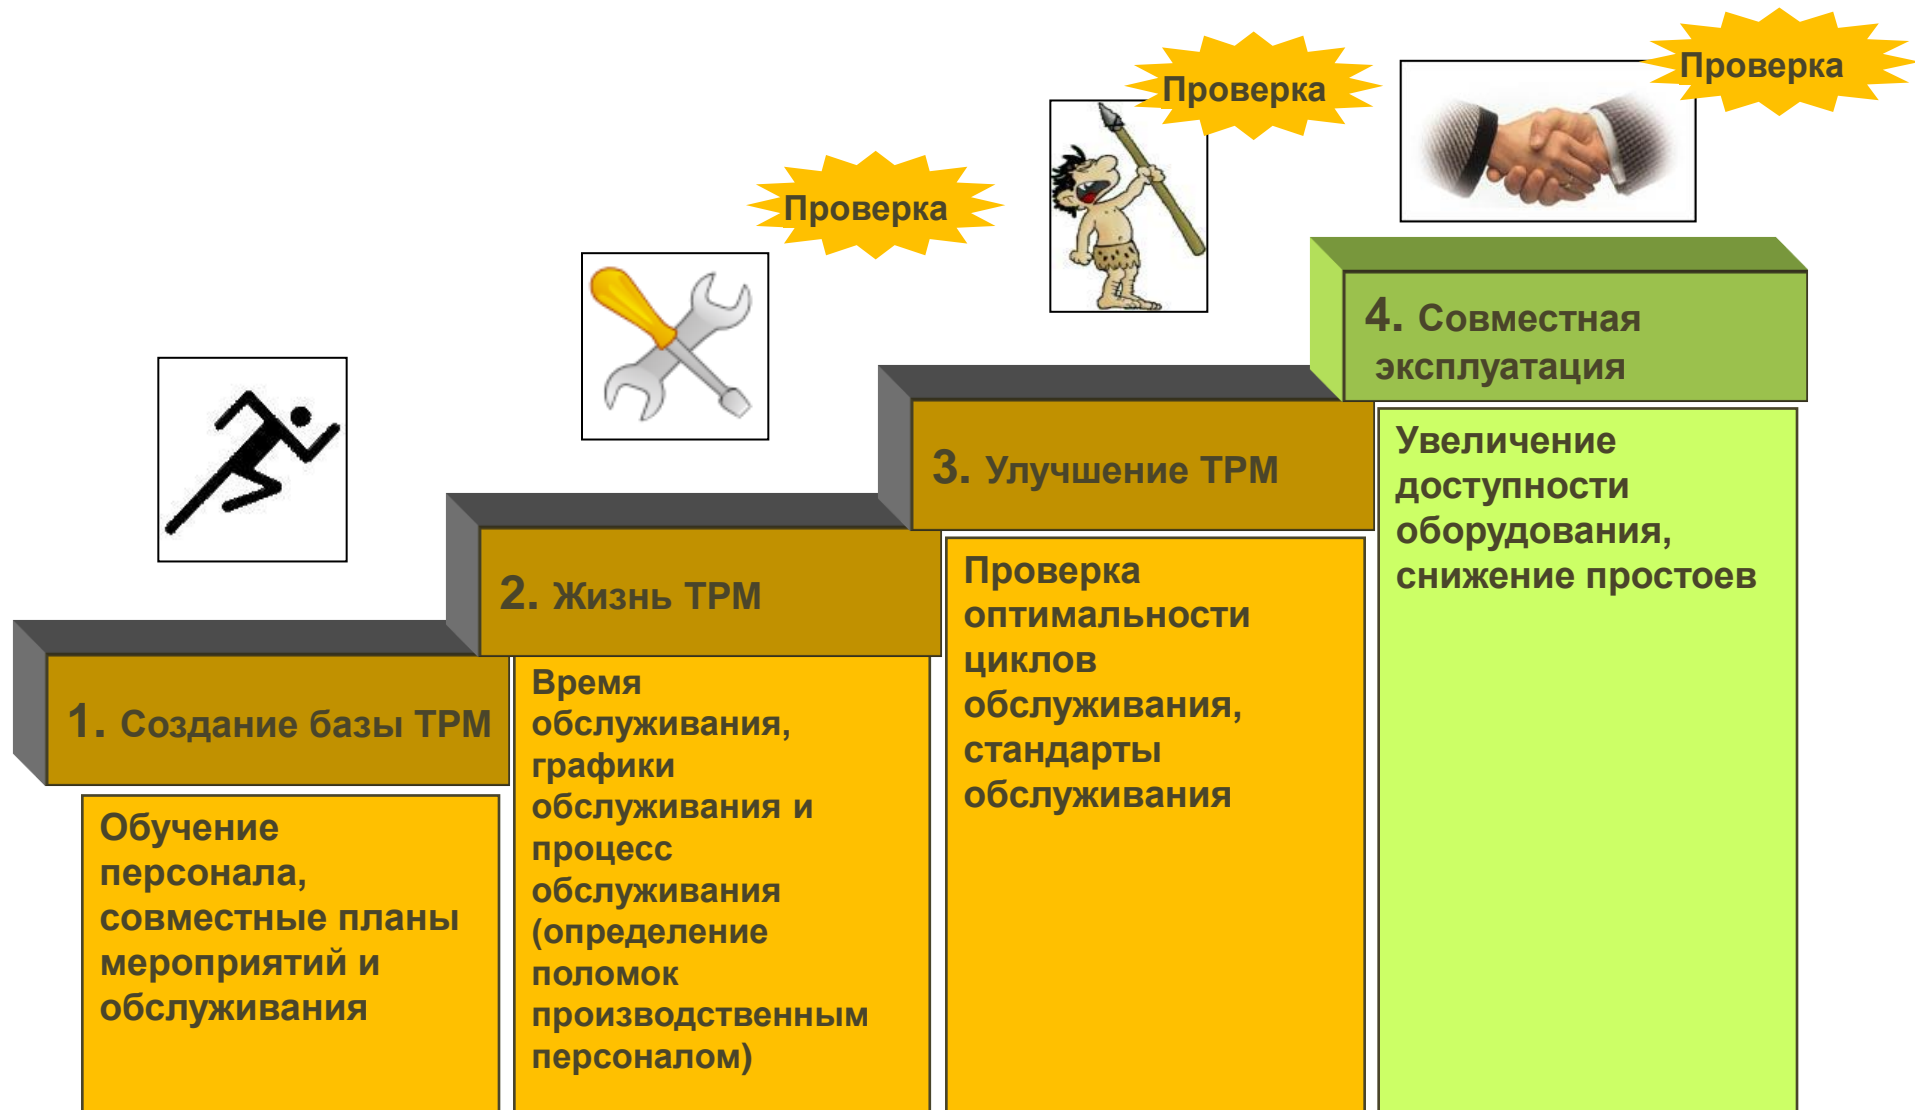 Проверка
Проверка
Проверка
1. Создание базы ТРМ
Обучение
персонала,
совместные планы
мероприятий и
обслуживания
2. Жизнь ТРМ
Время
обслуживания,
графики
обслуживания и
процесс
обслуживания
(определение
поломок
производственным
персоналом)
3. Улучшение ТРМ
Проверка
оптимальности
циклов
обслуживания,
стандарты
обслуживания
4. Совместная
эксплуатация
Увеличение
доступности
оборудования,
снижение простоев